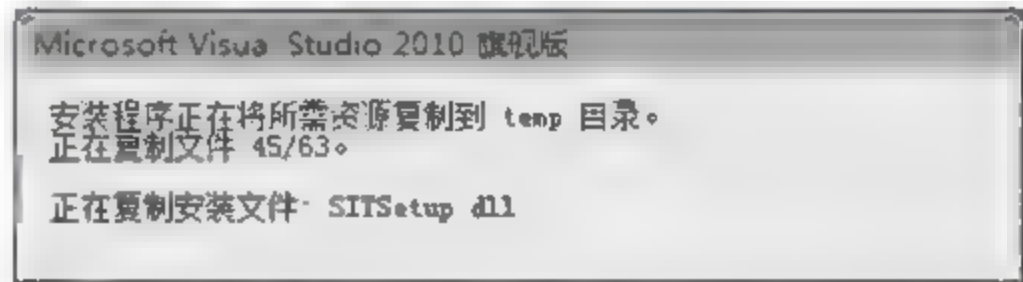 Microsoft Visual Studio 2010 旗舰版
安装程序正在将所需资源复制到 temp 目录。
正在复制文件 45/63。
正在复制安装文件: SITSetup.dll